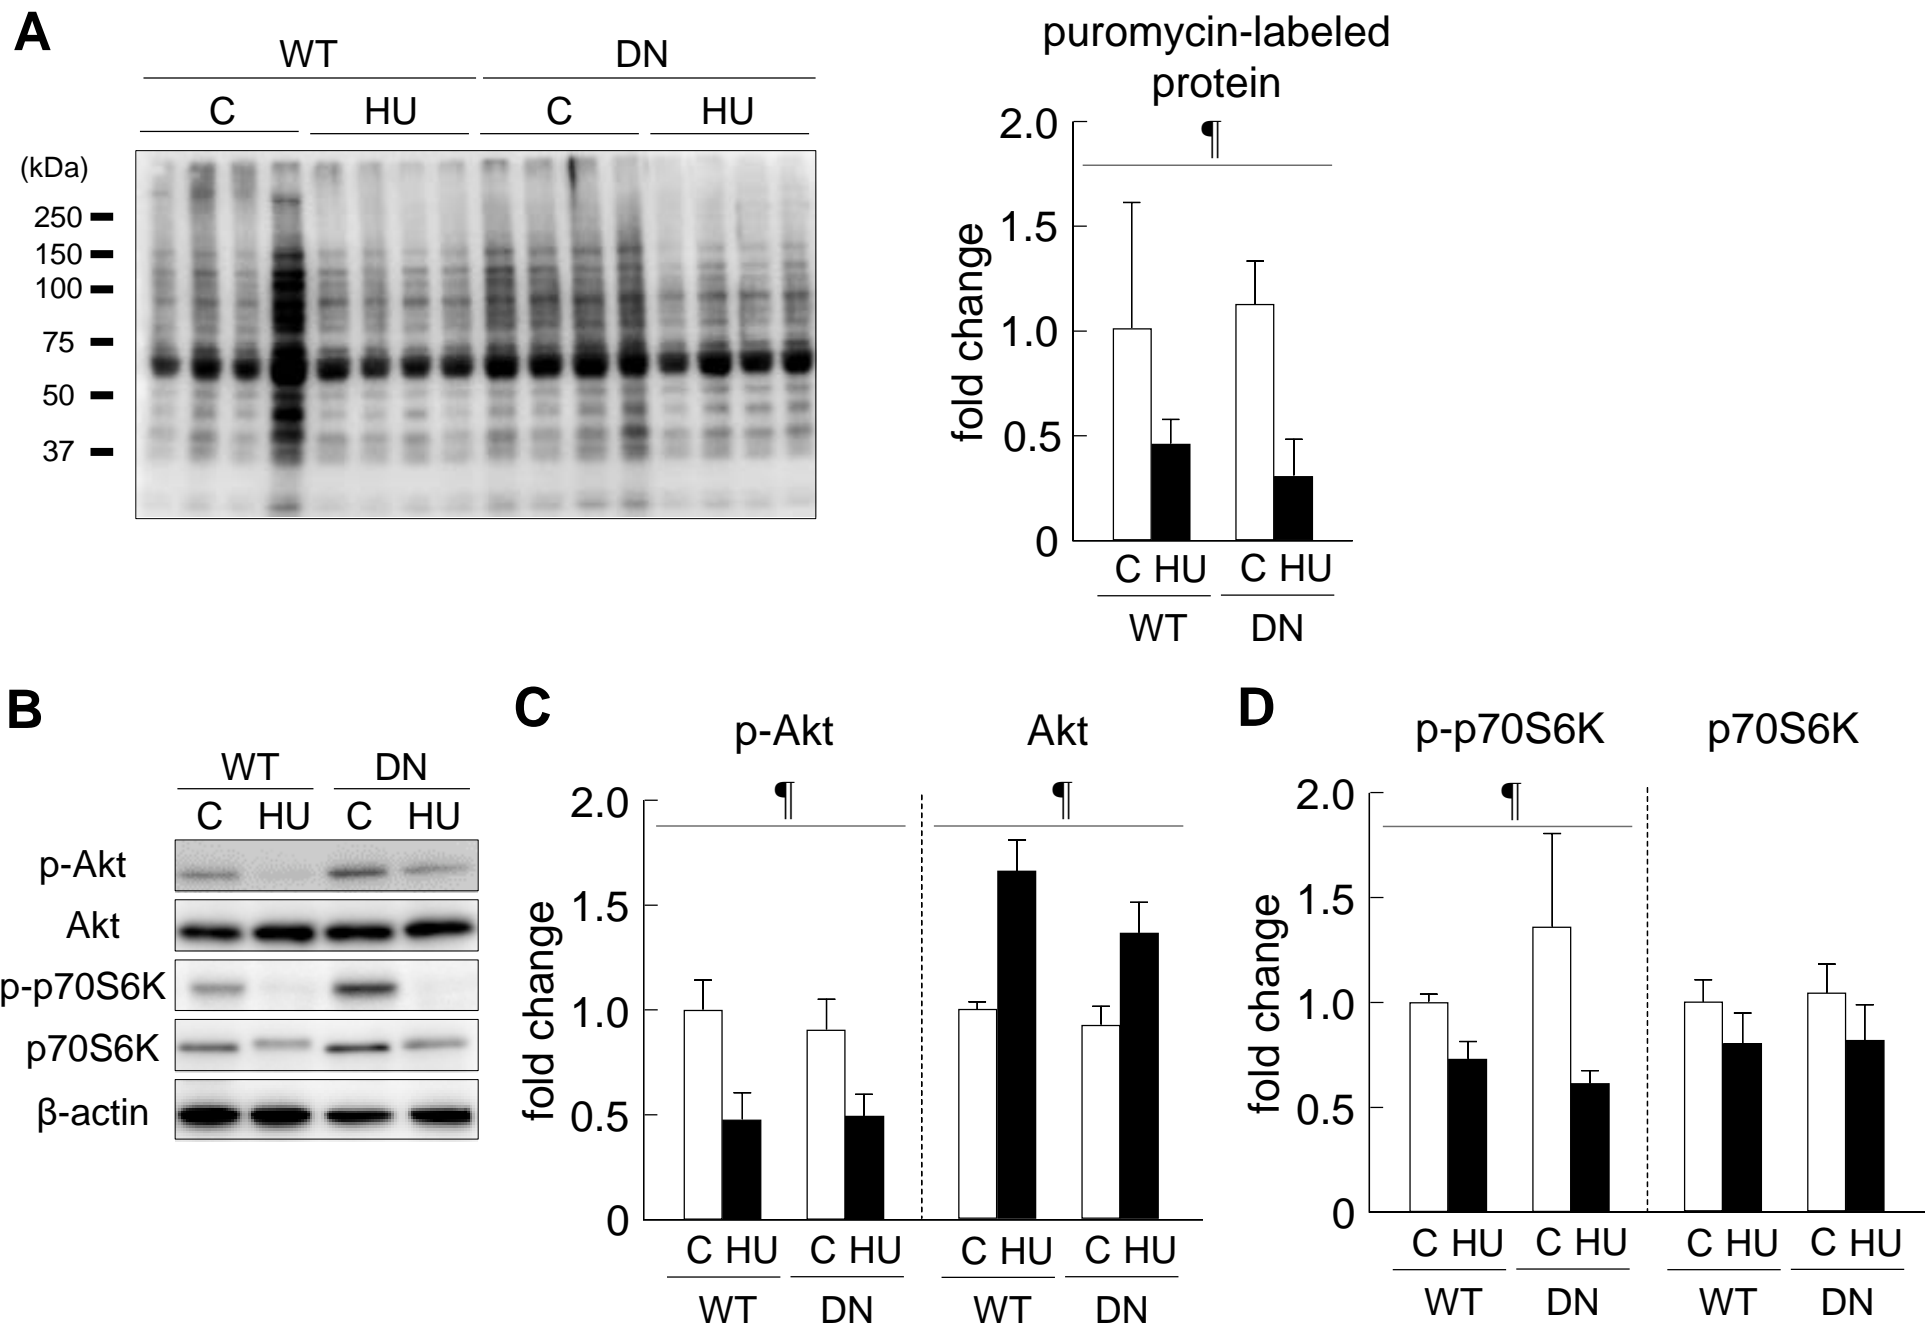 A
WT DN
C HU C HU
(kDa)
250
150
100
75
50
37
puromycin-labeled
protein
¶
fold change
2.0
1.5
1.0
0.5
0
C HU C HU
WT DN
B
WT DN
C HU C HU
p-Akt
Akt
p-p70S6K
p70S6K
β-actin
C
p-Akt Akt
¶ ¶
fold change
2.0
1.5
1.0
0.5
0
C HU C HU C HU C HU
WT DN WT DN
D
p-p70S6K p70S6K
¶
fold change
2.0
1.5
1.0
0.5
0
C HU C HU C HU C HU
WT DN WT DN